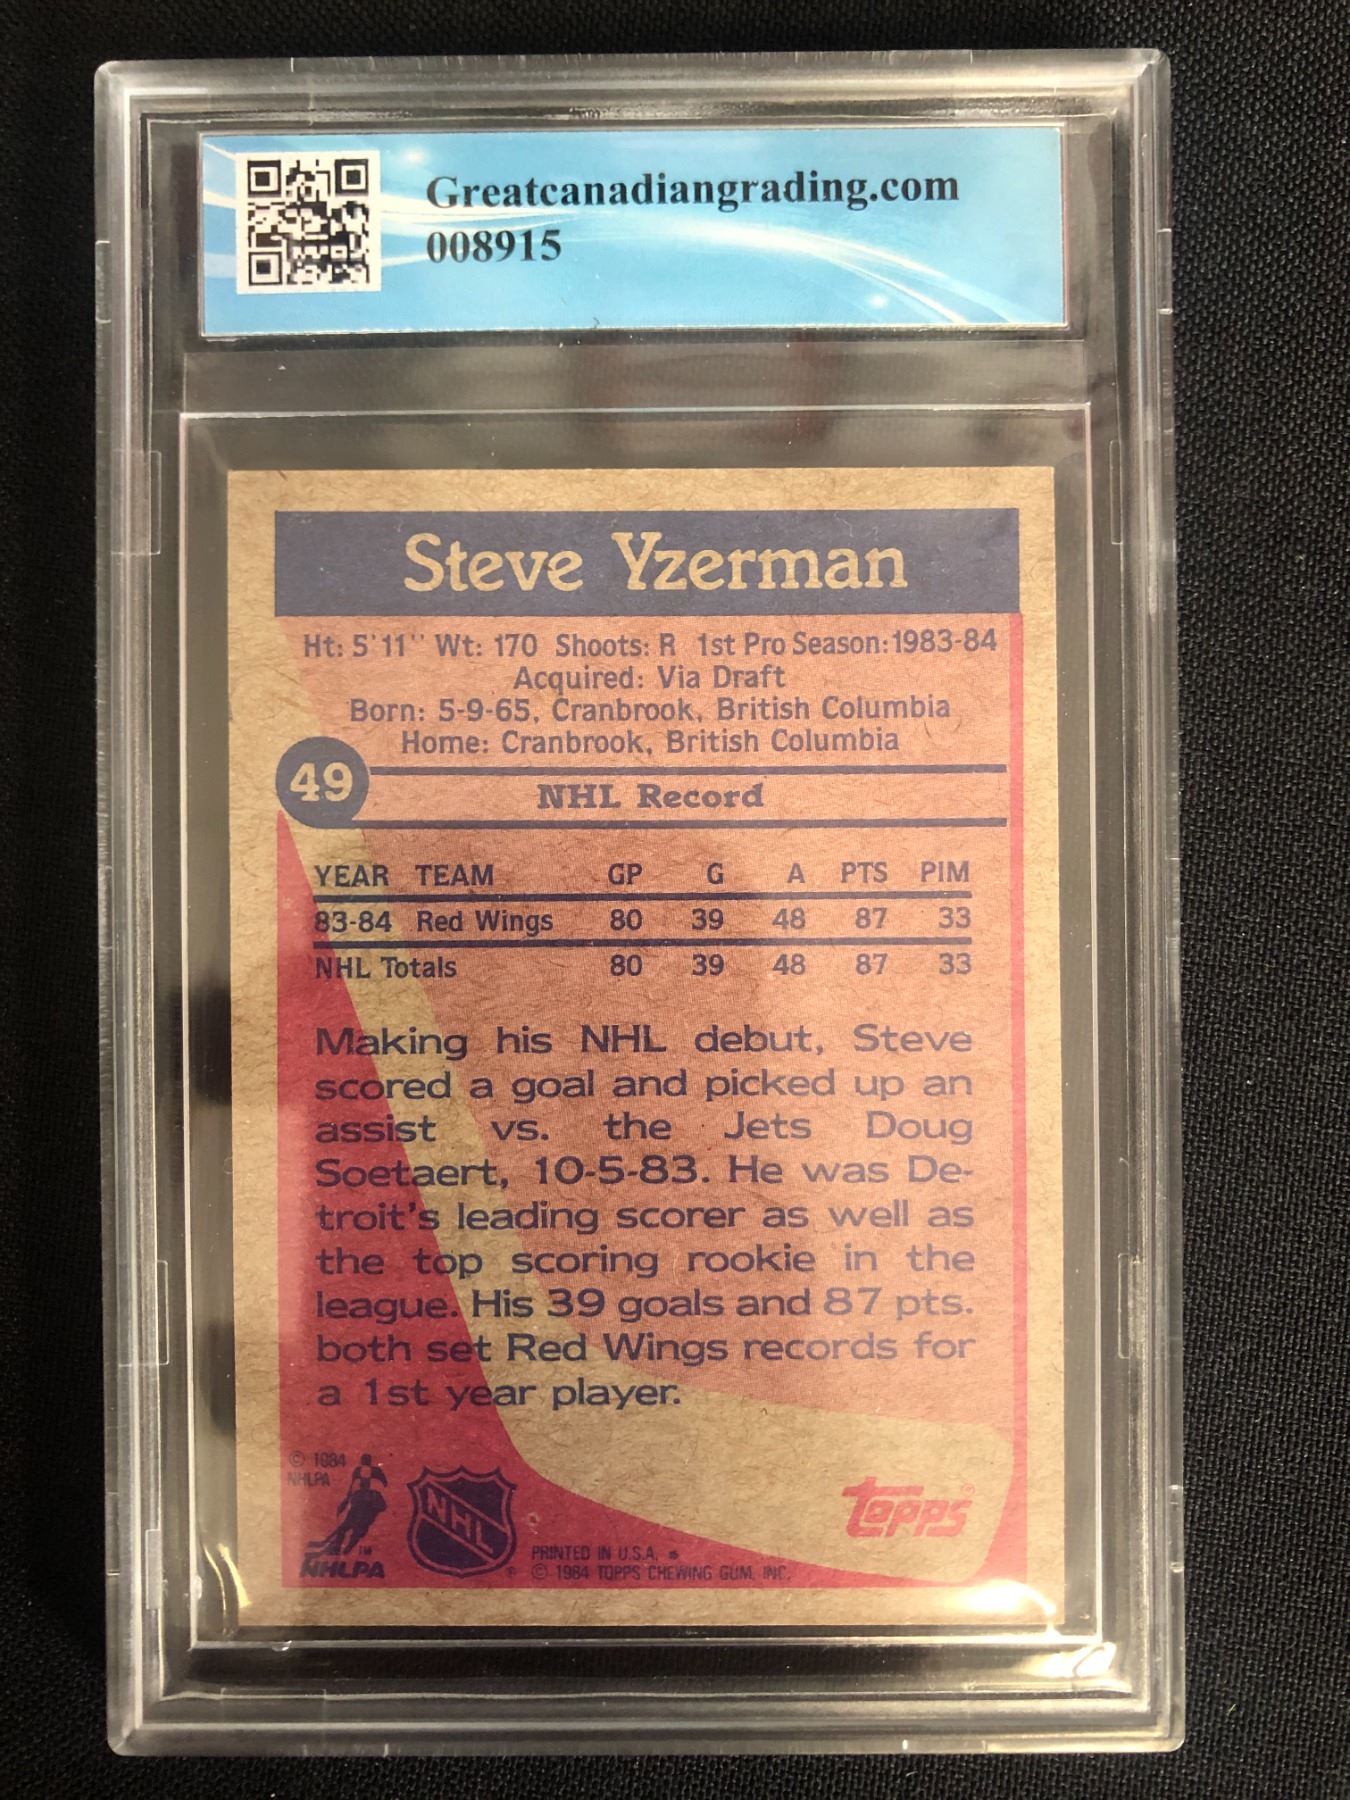 Greatcanadiangrading.com
008915
Steve Yzerman
Ht: 5'11" Wt: 170 Shoots: R 1st Pro Season: 1983-84
Acquired: Via Draft
Born: 5-9-65, Cranbrook, British Columbia
Home: Cranbrook, British Columbia
49
NHL Record
YEAR TEAM GP G A PTS PIM
83-84 Red Wings 80 39 48 87 33
NHL Totals 80 39 48 87 33
Making his NHL debut, Steve
scored a goal and picked up an
assist vs. the Jets Doug
Soetaert, 10-5-83. He was De-
troit's leading scorer as well as
the top scoring rookie in the
league. His 39 goals and 87 pts.
both set Red Wings records for
a 1st year player.
© 1984
NHLPA
NHLPA™
NHL®
topps®
PRINTED IN U.S.A. *
© 1984 TOPPS CHEWING GUM, INC.